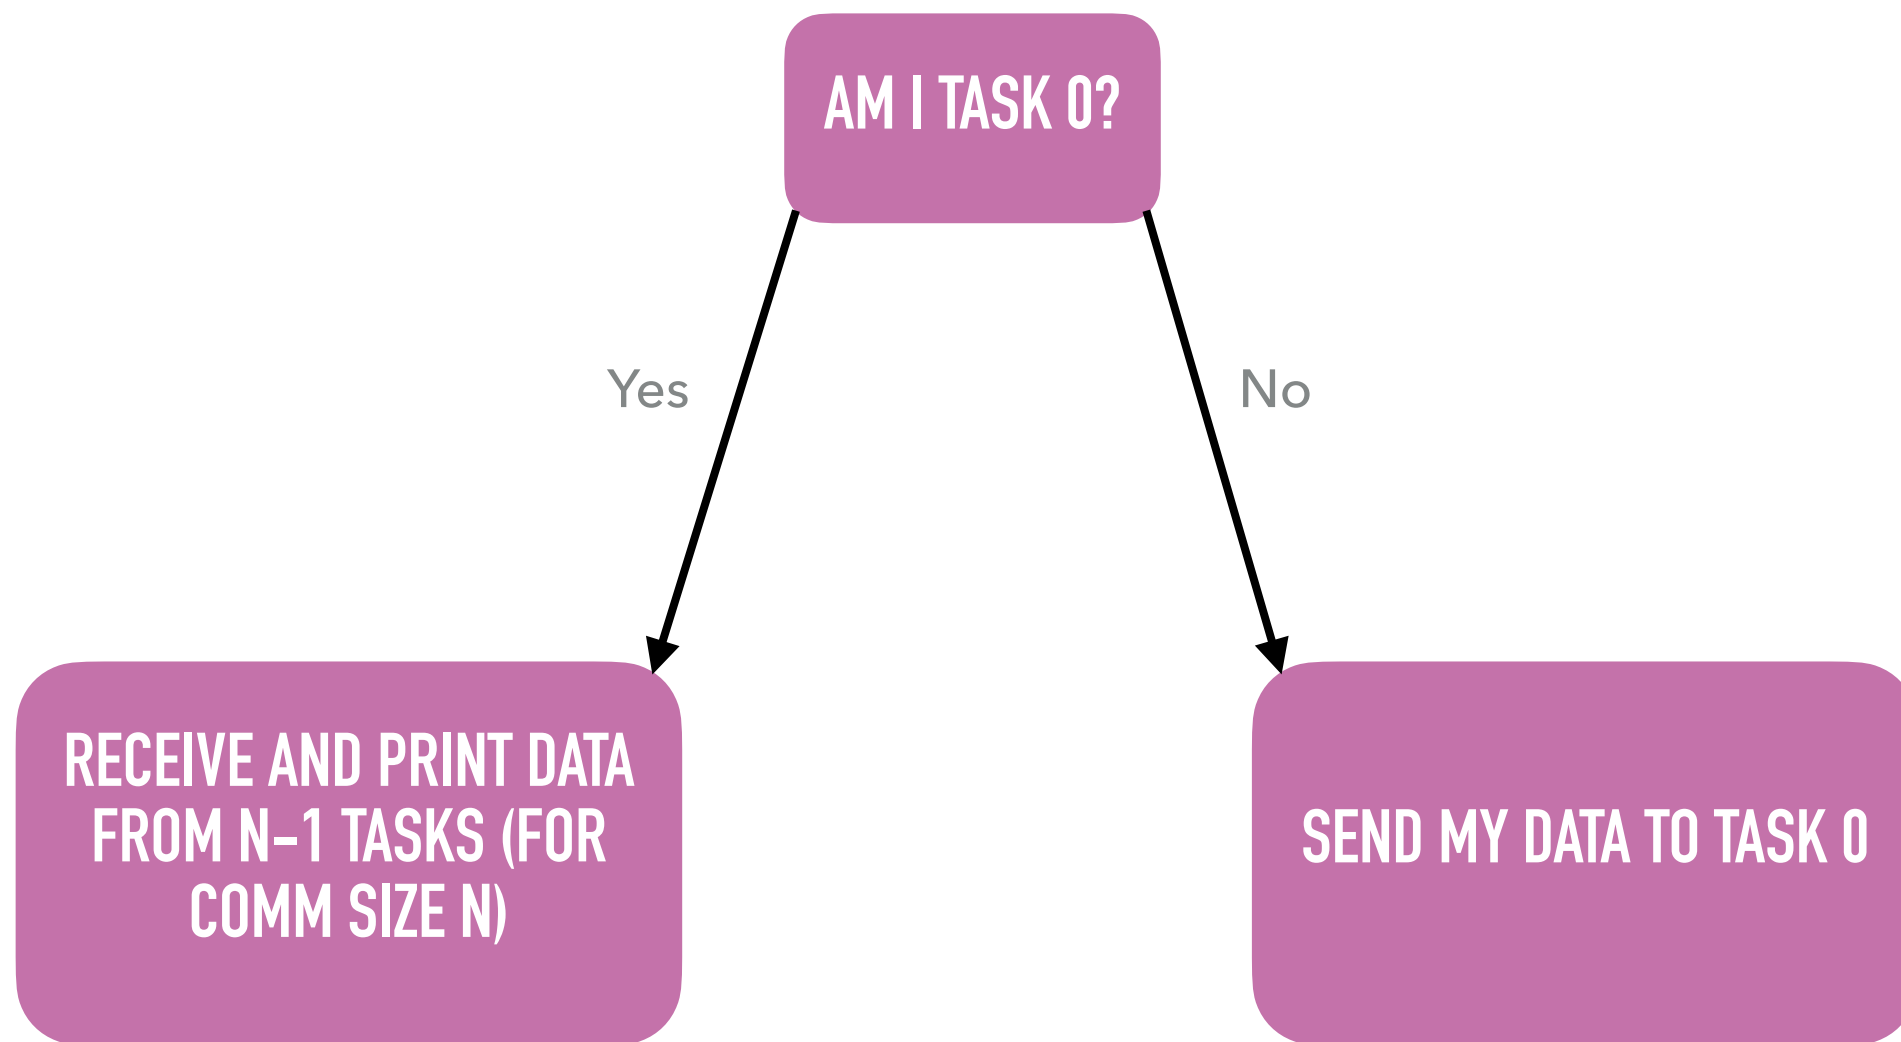 AM I TASK 0?
Yes
No
RECEIVE AND PRINT DATA
FROM N-1 TASKS (FOR
COMM SIZE N)
SEND MY DATA TO TASK 0